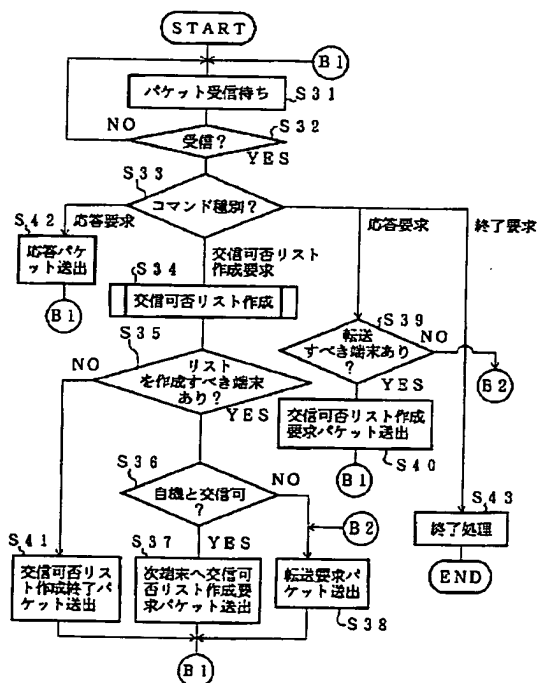 START
B1
パケット受信待ち
S31
NO
受信?
S32
YES
S33
コマンド種別?
S42
応答要求
応答要求
終了要求
応答パケ
ット送出
B1
S34
交信可否リスト
作成要求
交信可否リスト作成
S39
転送
すべき端末あり
?
NO
B2
YES
S35
NO
リスト
を作成すべき端末
あり?
YES
交信可否リスト作成
要求パケット送出
S40
B1
S36
自機と交信可
?
NO
B2
S43
終了処理
END
S41
交信可否リス
ト作成終了パ
ケット送出
S37
YES
次端末へ交信可
否リスト作成要
求パケット送出
転送要求パ
ケット送出
S38
B1